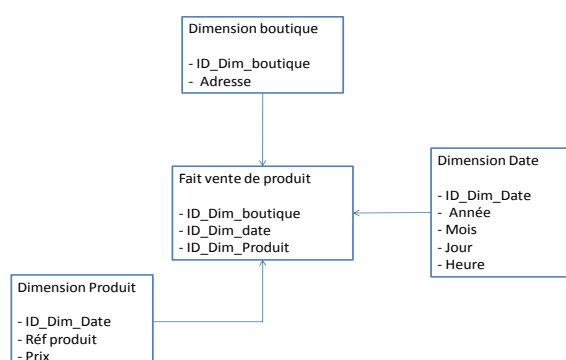 Dimension boutique
- ID_Dim_boutique
- Adresse
Fait vente de produit
- ID_Dim_boutique
- ID_Dim_date
- ID_Dim_Produit
Dimension Date
- ID_Dim_Date
- Année
- Mois
- Jour
- Heure
Dimension Produit
- ID_Dim_Date
- Réf produit
- Prix